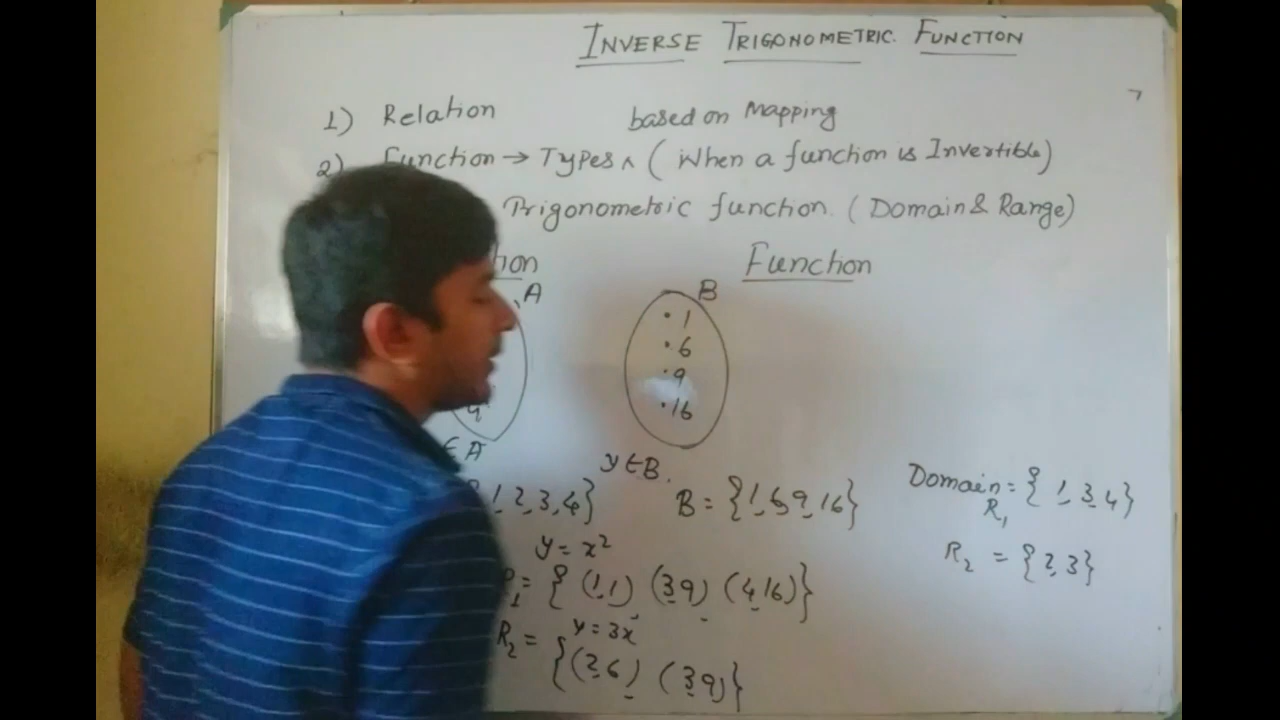 INVERSE TRIGONOMETRIC FUNCTION
1) Relation based on Mapping
2) Function → Types ^ (When a function is Invertible)
Trigonometric function. (Domain & Range)
tion Function
A B
. 1
. 6
. 9
4 . 16
∈ A y ∈ B.
1, 2, 3, 4} B = {1, 6, 9, 16} Domain = { 1, 3, 4}
R₁
y = x²
R₂ = {2, 3}
₁ = { (1,1) (3,9) (4,16)}
y = 3x
R₂ = {(2,6) (3,9)}